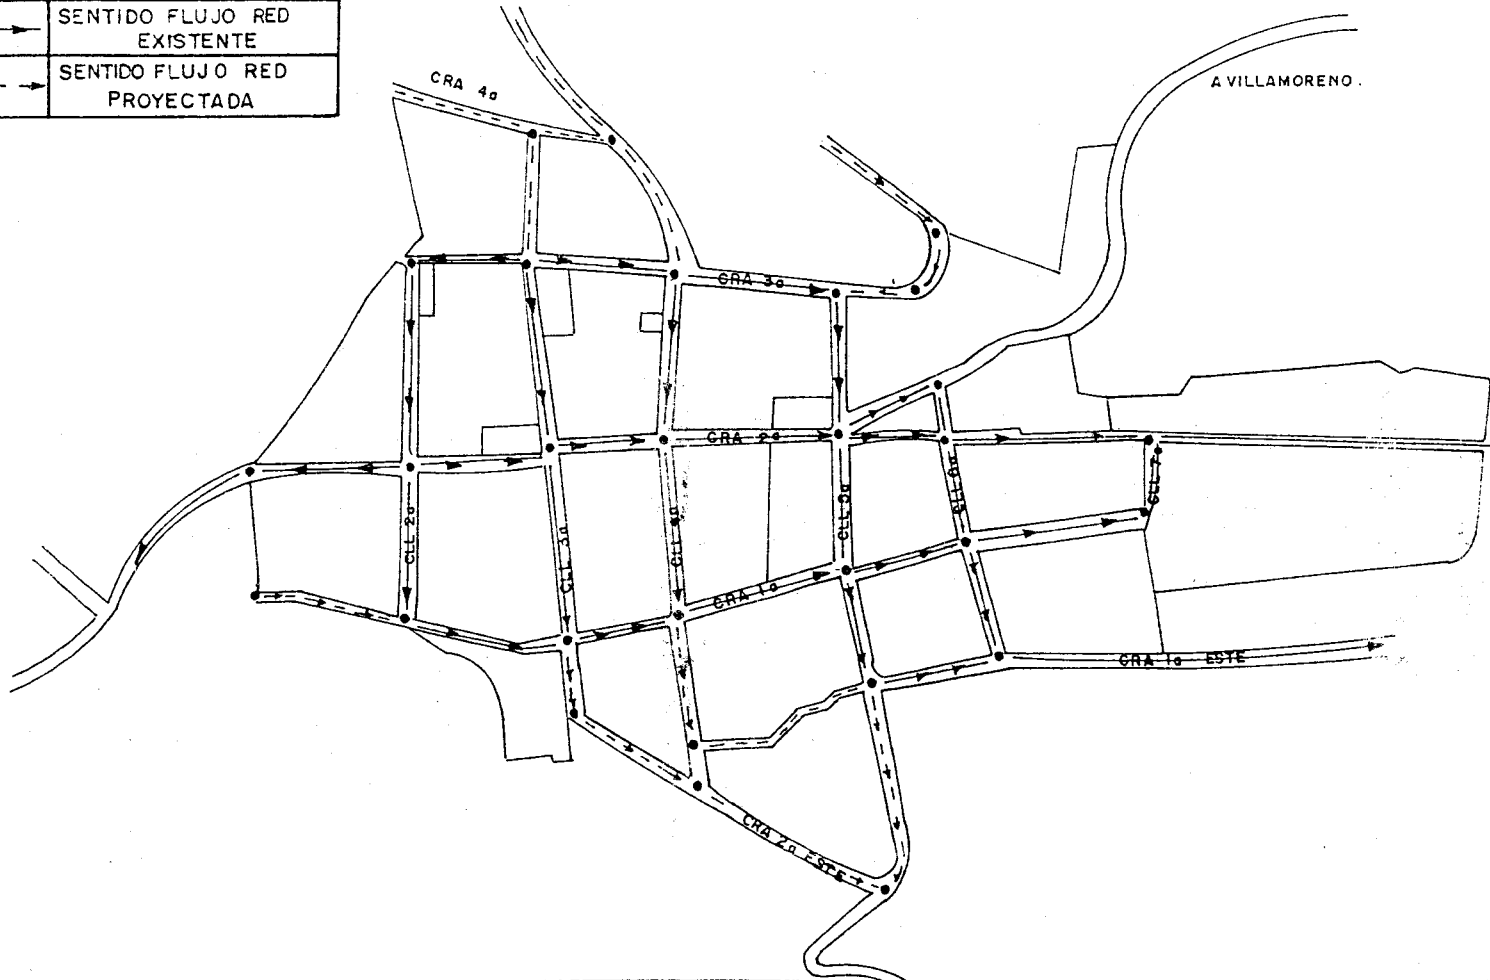 SENTIDO FLUJO RED
EXISTENTE
SENTIDO FLUJO RED
PROYECTADA
CRA 4a
A VILLAMORENO.
CRA 3a
CRA 2a
CLL 2a
CLL 3a
CLL 4a
CLL 5a
CLL 6a
CLL 7
CRA 1a
CRA 1a ESTE
CRA 2a ESTE